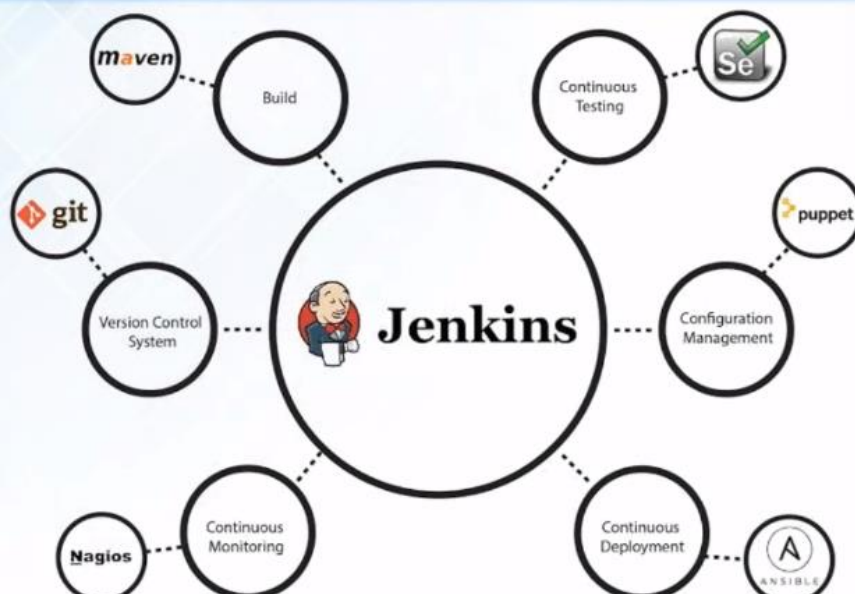 maven
Build
Continuous
Testing
Se
git
puppet
Version Control
System
Jenkins
Configuration
Management
Continuous
Monitoring
Nagios
Continuous
Deployment
A
ANSIBLE